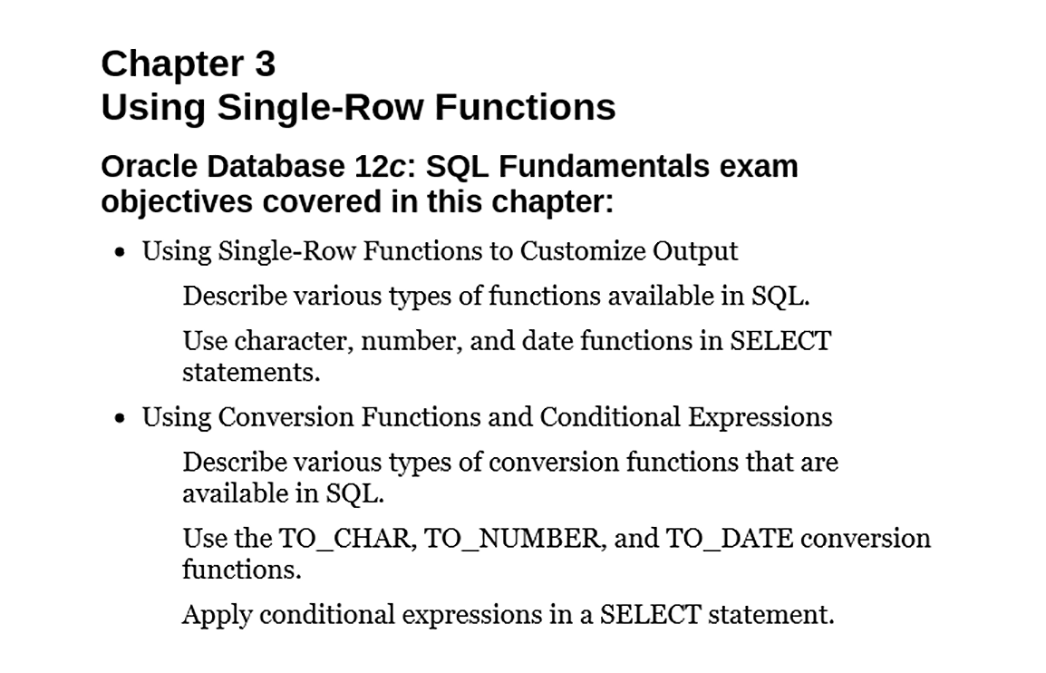 Chapter 3
Using Single-Row Functions
Oracle Database 12c: SQL Fundamentals exam
objectives covered in this chapter:
• Using Single-Row Functions to Customize Output
Describe various types of functions available in SQL.
Use character, number, and date functions in SELECT
statements.
• Using Conversion Functions and Conditional Expressions
Describe various types of conversion functions that are
available in SQL.
Use the TO_CHAR, TO_NUMBER, and TO_DATE conversion
functions.
Apply conditional expressions in a SELECT statement.